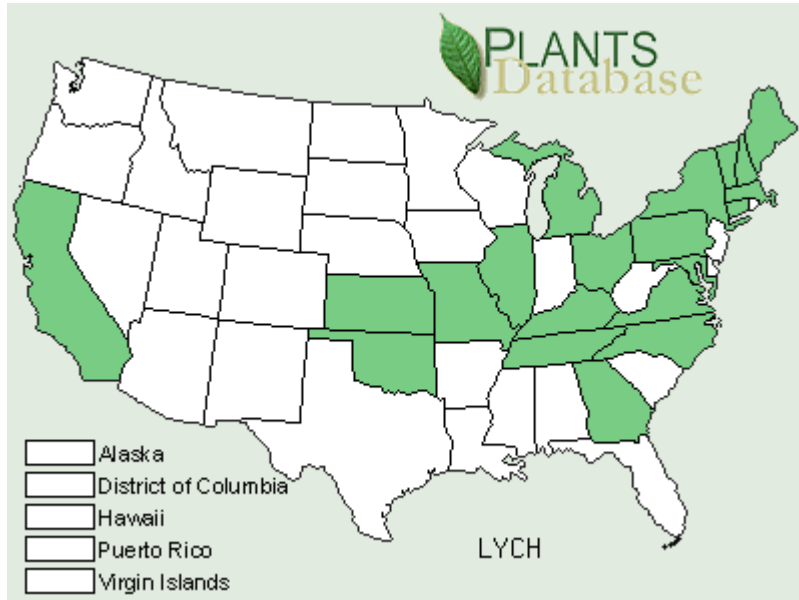 PLANTS
Database
Alaska
District of Columbia
Hawaii
Puerto Rico
Virgin Islands
LYCH